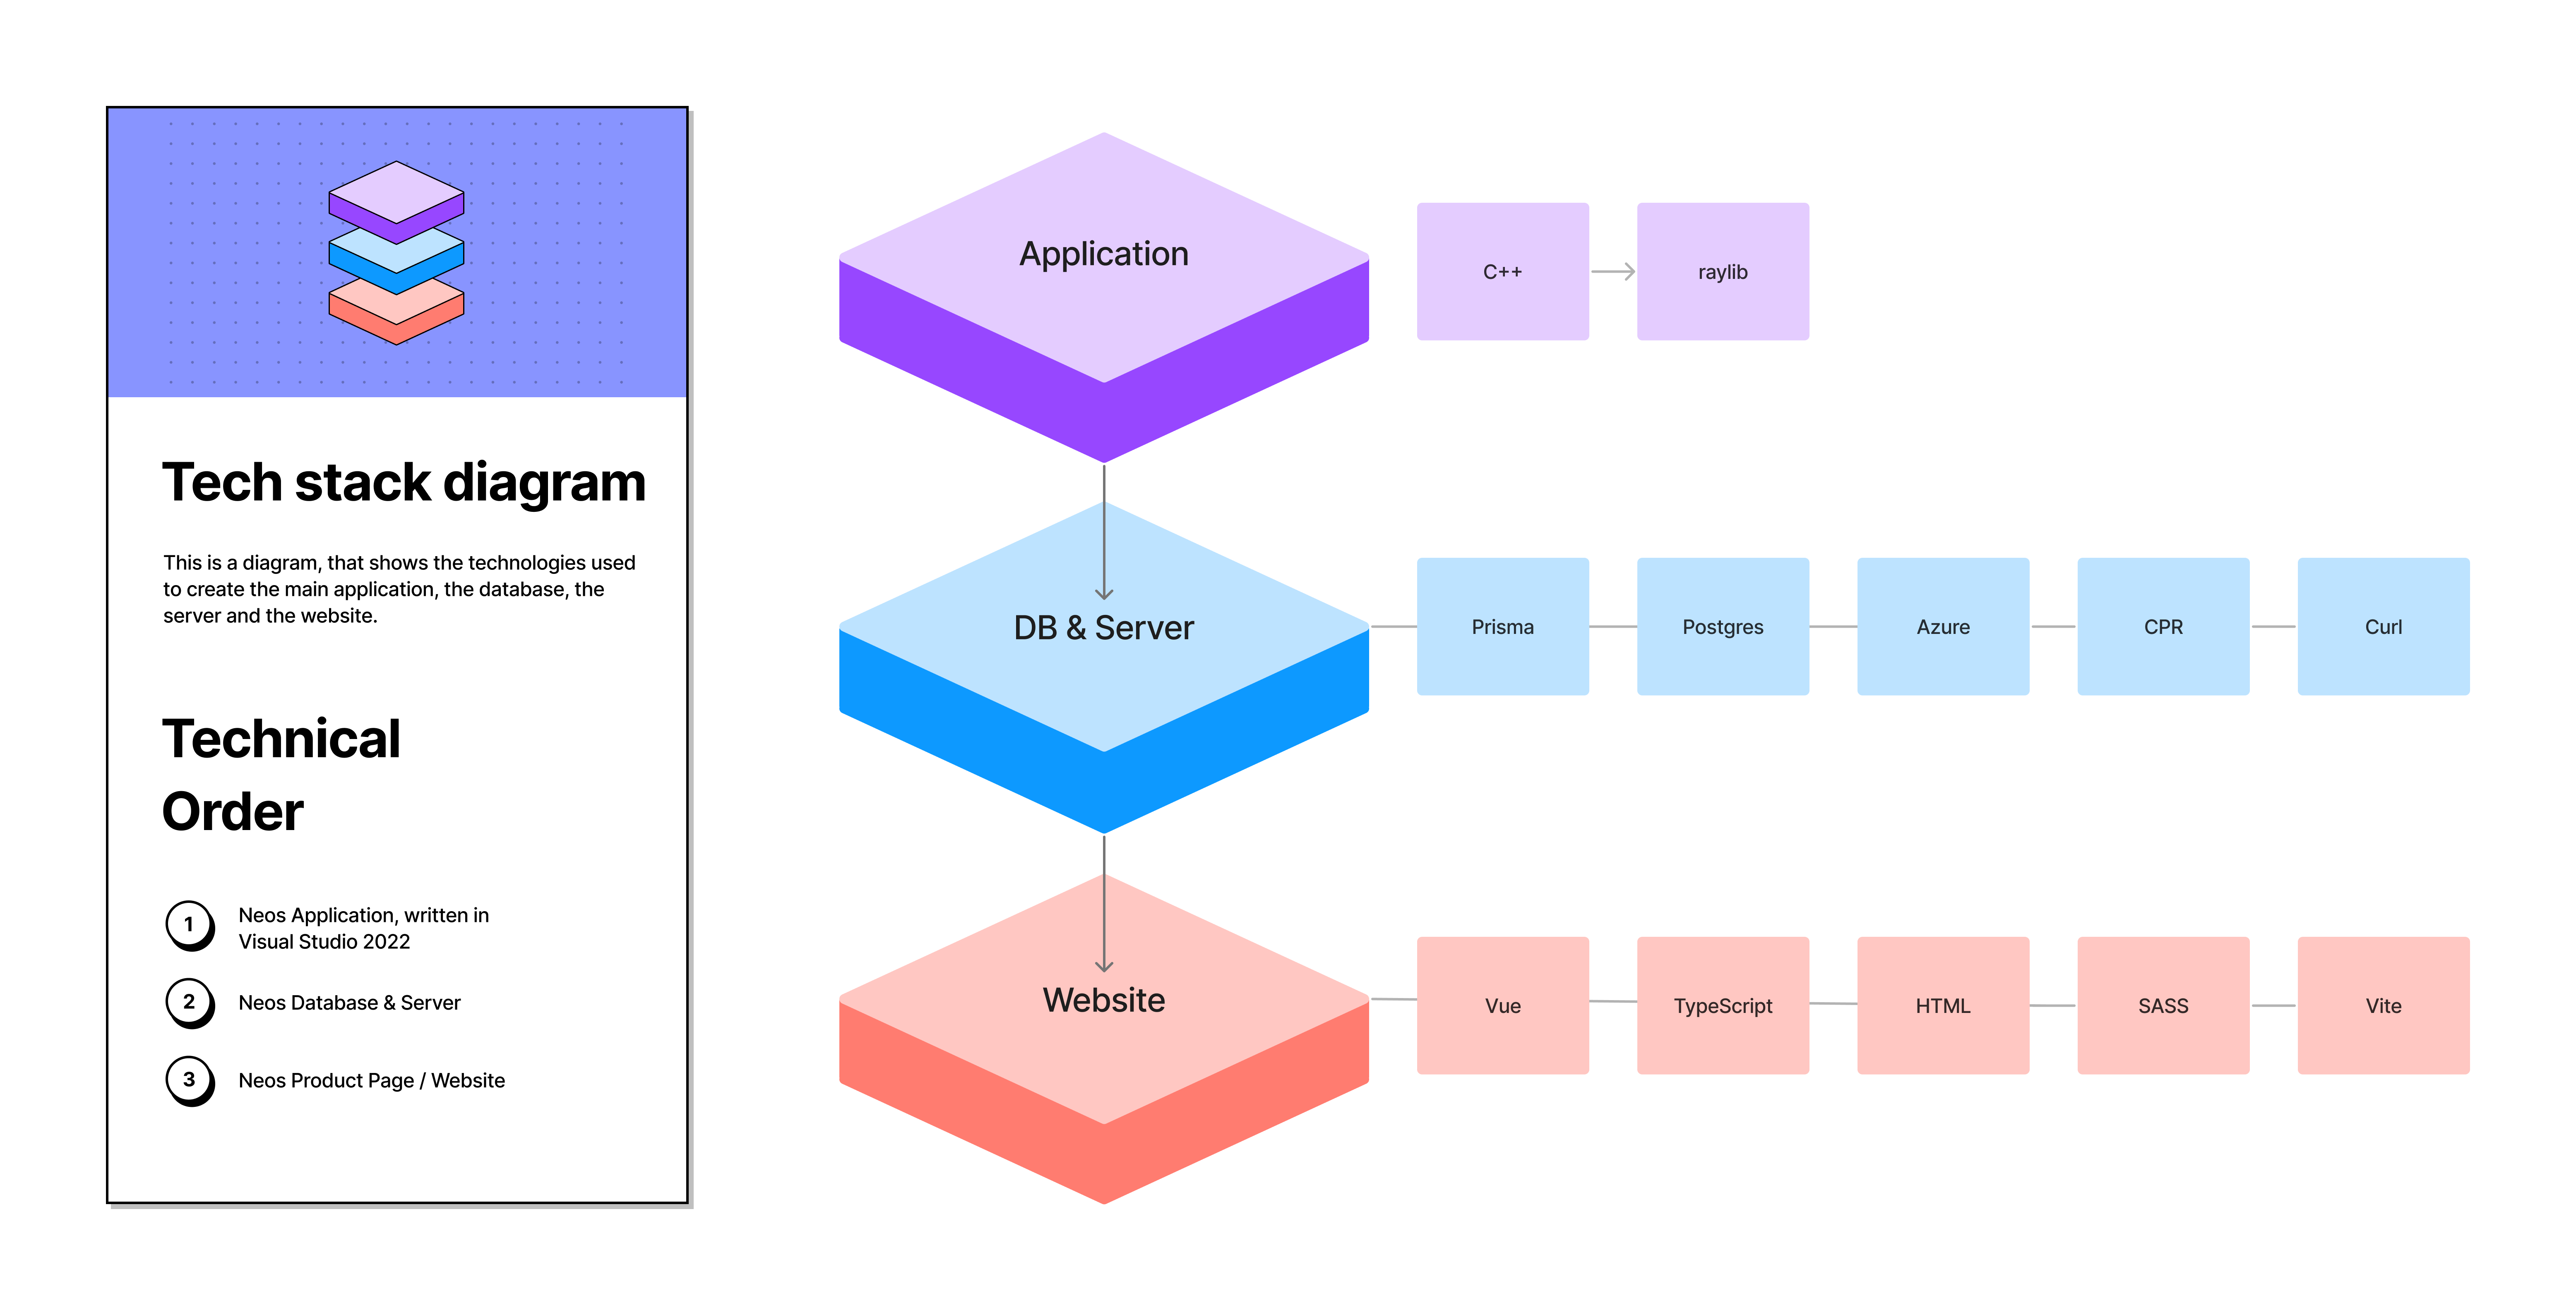 Tech stack diagram
This is a diagram, that shows the technologies used
to create the main application, the database, the
server and the website.
Technical
Order
1
Neos Application, written in
Visual Studio 2022
2
Neos Database & Server
3
Neos Product Page / Website
Application
C++
raylib
DB & Server
Prisma
Postgres
Azure
CPR
Curl
Website
Vue
TypeScript
HTML
SASS
Vite